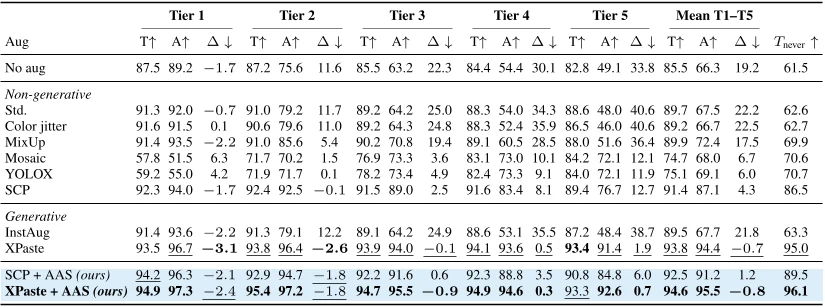 Tier 1 Tier 2 Tier 3 Tier 4 Tier 5 Mean T1–T5
Aug T↑ A↑ Δ↓ T↑ A↑ Δ↓ T↑ A↑ Δ↓ T↑ A↑ Δ↓ T↑ A↑ Δ↓ T↑ A↑ Δ↓ Tnever↑
No aug 87.5 89.2 −1.7 87.2 75.6 11.6 85.5 63.2 22.3 84.4 54.4 30.1 82.8 49.1 33.8 85.5 66.3 19.2 61.5
Non-generative
Std. 91.3 92.0 −0.7 91.0 79.2 11.7 89.2 64.2 25.0 88.3 54.0 34.3 88.6 48.0 40.6 89.7 67.5 22.2 62.6
Color jitter 91.6 91.5 0.1 90.6 79.6 11.0 89.2 64.3 24.8 88.3 52.4 35.9 86.5 46.0 40.6 89.2 66.7 22.5 62.7
MixUp 91.4 93.5 −2.2 91.0 85.6 5.4 90.2 70.8 19.4 89.1 60.5 28.5 88.0 51.6 36.4 89.9 72.4 17.5 69.9
Mosaic 57.8 51.5 6.3 71.7 70.2 1.5 76.9 73.3 3.6 83.1 73.0 10.1 84.2 72.1 12.1 74.7 68.0 6.7 70.6
YOLOX 59.2 55.0 4.2 71.9 71.7 0.1 78.2 73.4 4.9 82.4 73.3 9.1 84.0 72.1 11.9 75.1 69.1 6.0 70.7
SCP 92.3 94.0 −1.7 92.4 92.5 −0.1 91.5 89.0 2.5 91.6 83.4 8.1 89.4 76.7 12.7 91.4 87.1 4.3 86.5
Generative
InstAug 91.4 93.6 −2.2 91.3 79.1 12.2 89.1 64.2 24.9 88.6 53.1 35.5 87.2 48.4 38.7 89.5 67.7 21.8 63.3
XPaste 93.5 96.7 −3.1 93.8 96.4 −2.6 93.9 94.0 −0.1 94.1 93.6 0.5 93.4 91.4 1.9 93.8 94.4 −0.7 95.0
SCP + AAS (ours) 94.2 96.3 −2.1 92.9 94.7 −1.8 92.2 91.6 0.6 92.3 88.8 3.5 90.8 84.8 6.0 92.5 91.2 1.2 89.5
XPaste + AAS (ours) 94.9 97.3 −2.4 95.4 97.2 −1.8 94.7 95.5 −0.9 94.9 94.6 0.3 93.3 92.6 0.7 94.6 95.5 −0.8 96.1